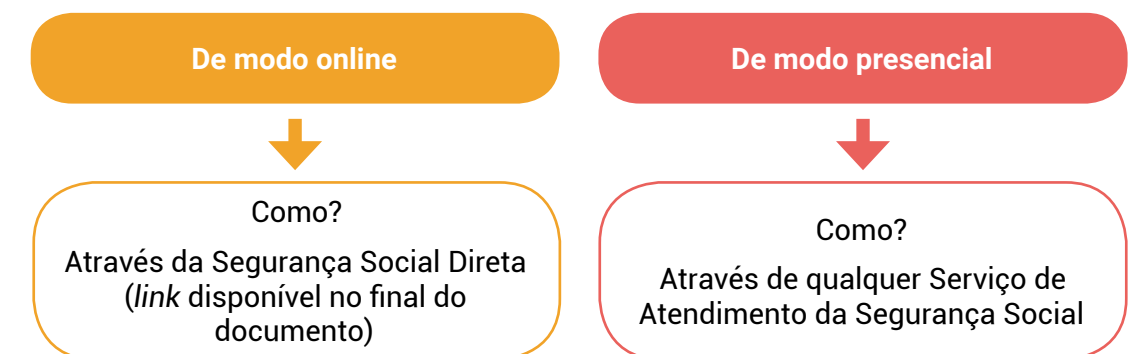 De modo online
Como?
Através da Segurança Social Direta
(link disponível no final do
documento)
De modo presencial
Como?
Através de qualquer Serviço de
Atendimento da Segurança Social